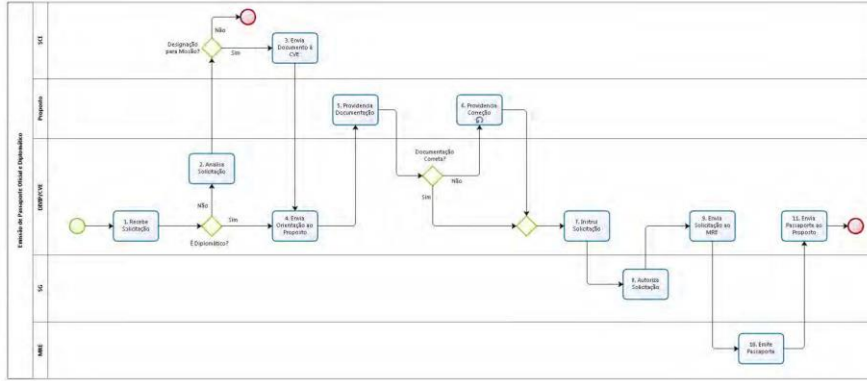 Emissão de Passaporte Oficial e Diplomático
SCI
Não
Designação
para Missão?
Sim
3. Envia
Documento à
CVE
Proposto
5. Providencia
Documentação
6. Providencia
Correção
2. Analisa
Solicitação
Documentação
Correta?
Não
Sim
Não
1. Recebe
Solicitação
Sim
É Diplomático?
4. Envia
Orientação ao
Proposto
7. Instrui
Solicitação
9. Envia
Solicitação ao
MRE
11. Envia
Passaporte ao
Proposto
SG
8. Autoriza
Solicitação
MRE
10. Emite
Passaporte